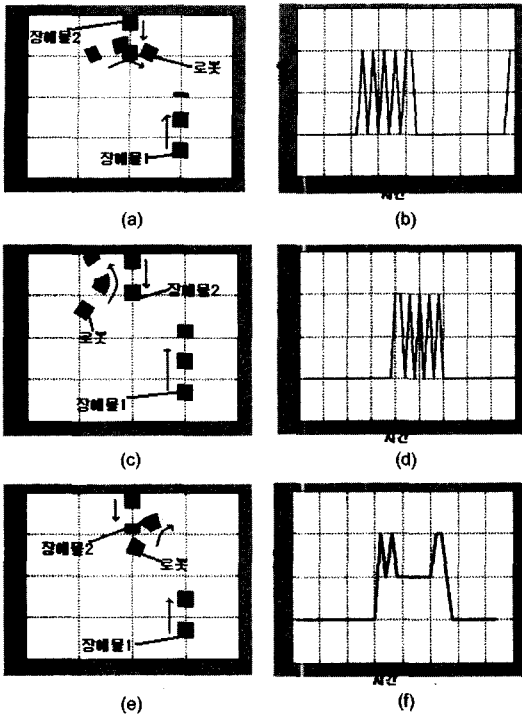 장애물2
로봇
장애물1
(a)
시간
(b)
장애물2
로봇
장애물1
(c)
시간
(d)
장애물2
로봇
장애물1
(e)
시간
(f)